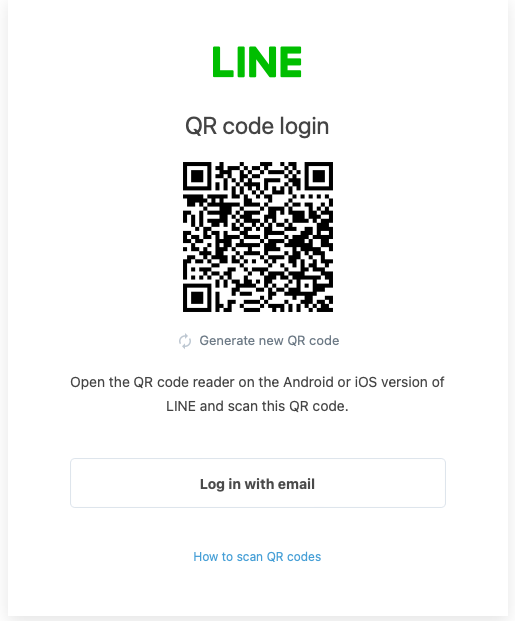 LINE
QR code login
Generate new QR code
Open the QR code reader on the Android or iOS version of
LINE and scan this QR code.
Log in with email
How to scan QR codes